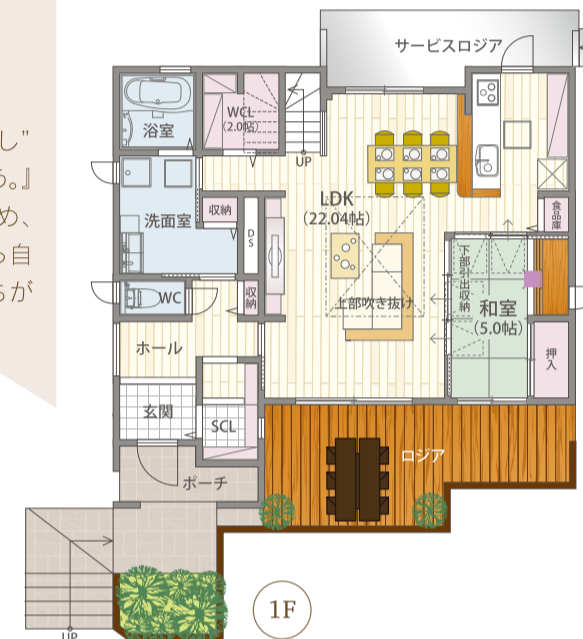 し”
う。』
め、
ら自
ちが
サービスロジア
浴室
WCL
(2.0帖)
UP
洗面室
収納
DS
LDK
(22.04帖)
食品庫
下部引出収納
WC
収納
上部吹き抜け
和室
(5.0帖)
ホール
押入
玄関
SCL
ロジア
ポーチ
1F
UP